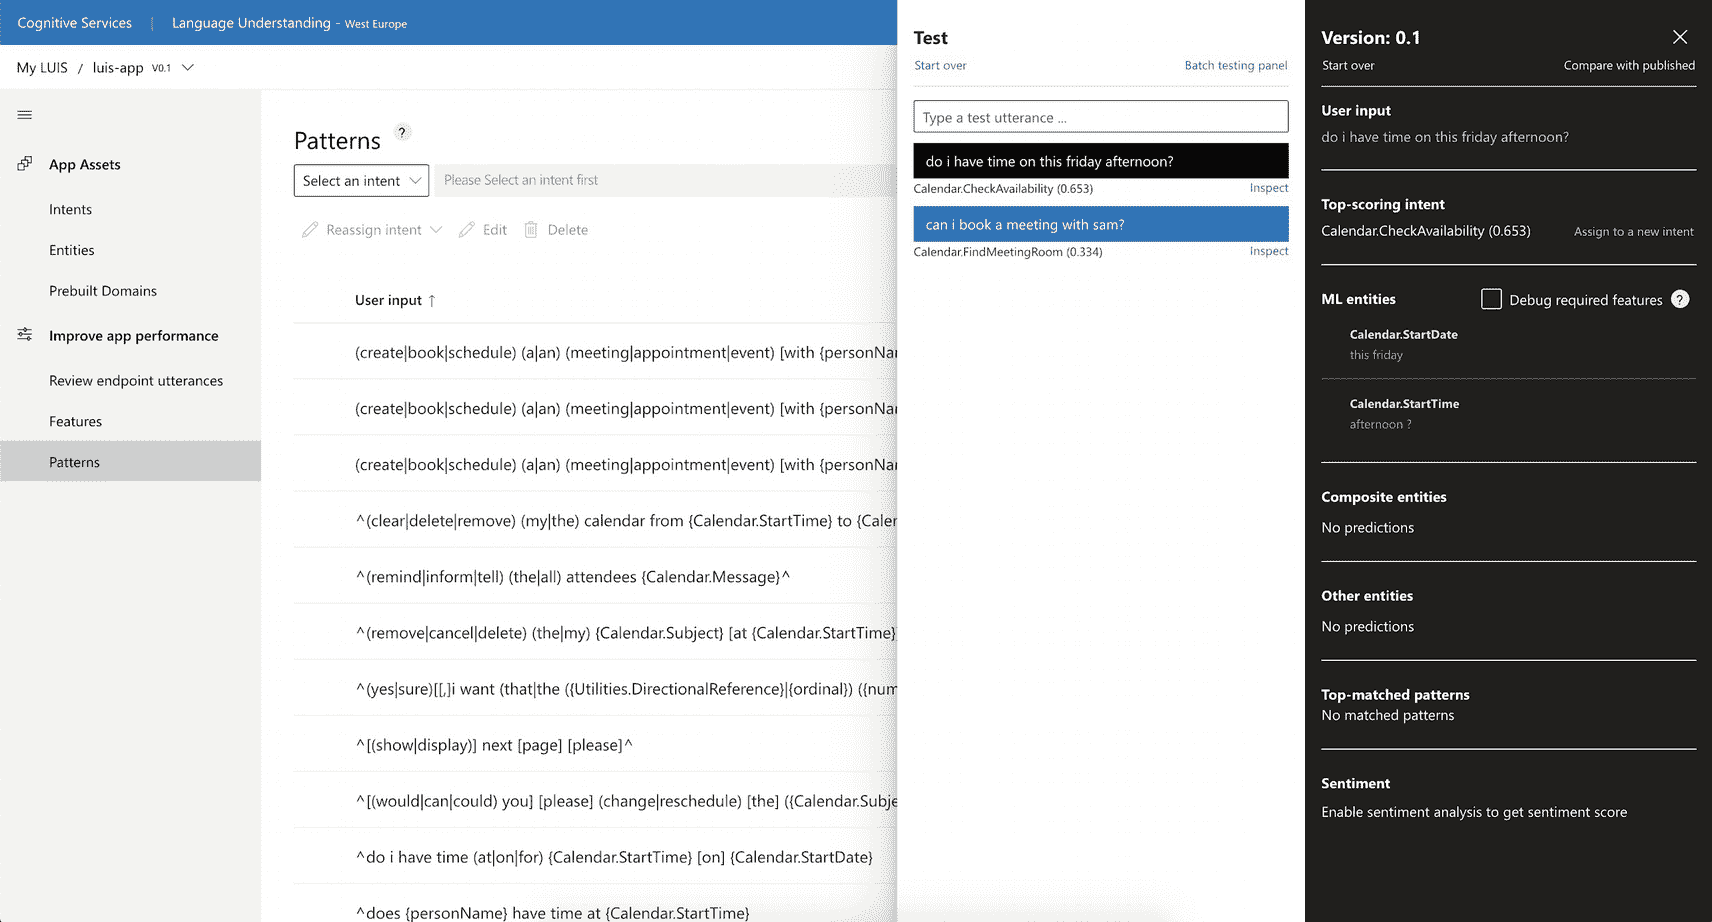 Cognitive Services | Language Understanding - West Europe
My LUIS / luis-app V0.1
App Assets
Intents
Entities
Prebuilt Domains
Improve app performance
Review endpoint utterances
Features
Patterns
Patterns ?
Select an intent
Please Select an intent first
Reassign intent
Edit
Delete
User input ↑
(create|book|schedule) (a|an) (meeting|appointment|event) [with {personNa
(create|book|schedule) (a|an) (meeting|appointment|event) [with {personNa
(create|book|schedule) (a|an) (meeting|appointment|event) [with {personNa
^(clear|delete|remove) (my|the) calendar from {Calendar.StartTime} to {Calen
^(remind|inform|tell) (the|all) attendees {Calendar.Message}^
^(remove|cancel|delete) (the|my) {Calendar.Subject} [at {Calendar.StartTime}
^(yes|sure)[[,]i want (that|the ({Utilities.DirectionalReference}|{ordinal}) ({num
^[(show|display)] next [page] [please]^
^[(would|can|could) you] [please] (change|reschedule) [the] ({Calendar.Subje
^do i have time (at|on|for) {Calendar.StartTime} [on] {Calendar.StartDate}
^does {personName} have time at {Calendar.StartTime}
Test
Start over
Batch testing panel
Type a test utterance ...
do i have time on this friday afternoon?
Calendar.CheckAvailability (0.653)
Inspect
can i book a meeting with sam?
Calendar.FindMeetingRoom (0.334)
Inspect
Version: 0.1
Start over
Compare with published
User input
do i have time on this friday afternoon?
Top-scoring intent
Calendar.CheckAvailability (0.653)
Assign to a new intent
ML entities
Debug required features ?
Calendar.StartDate
this friday
Calendar.StartTime
afternoon ?
Composite entities
No predictions
Other entities
No predictions
Top-matched patterns
No matched patterns
Sentiment
Enable sentiment analysis to get sentiment score